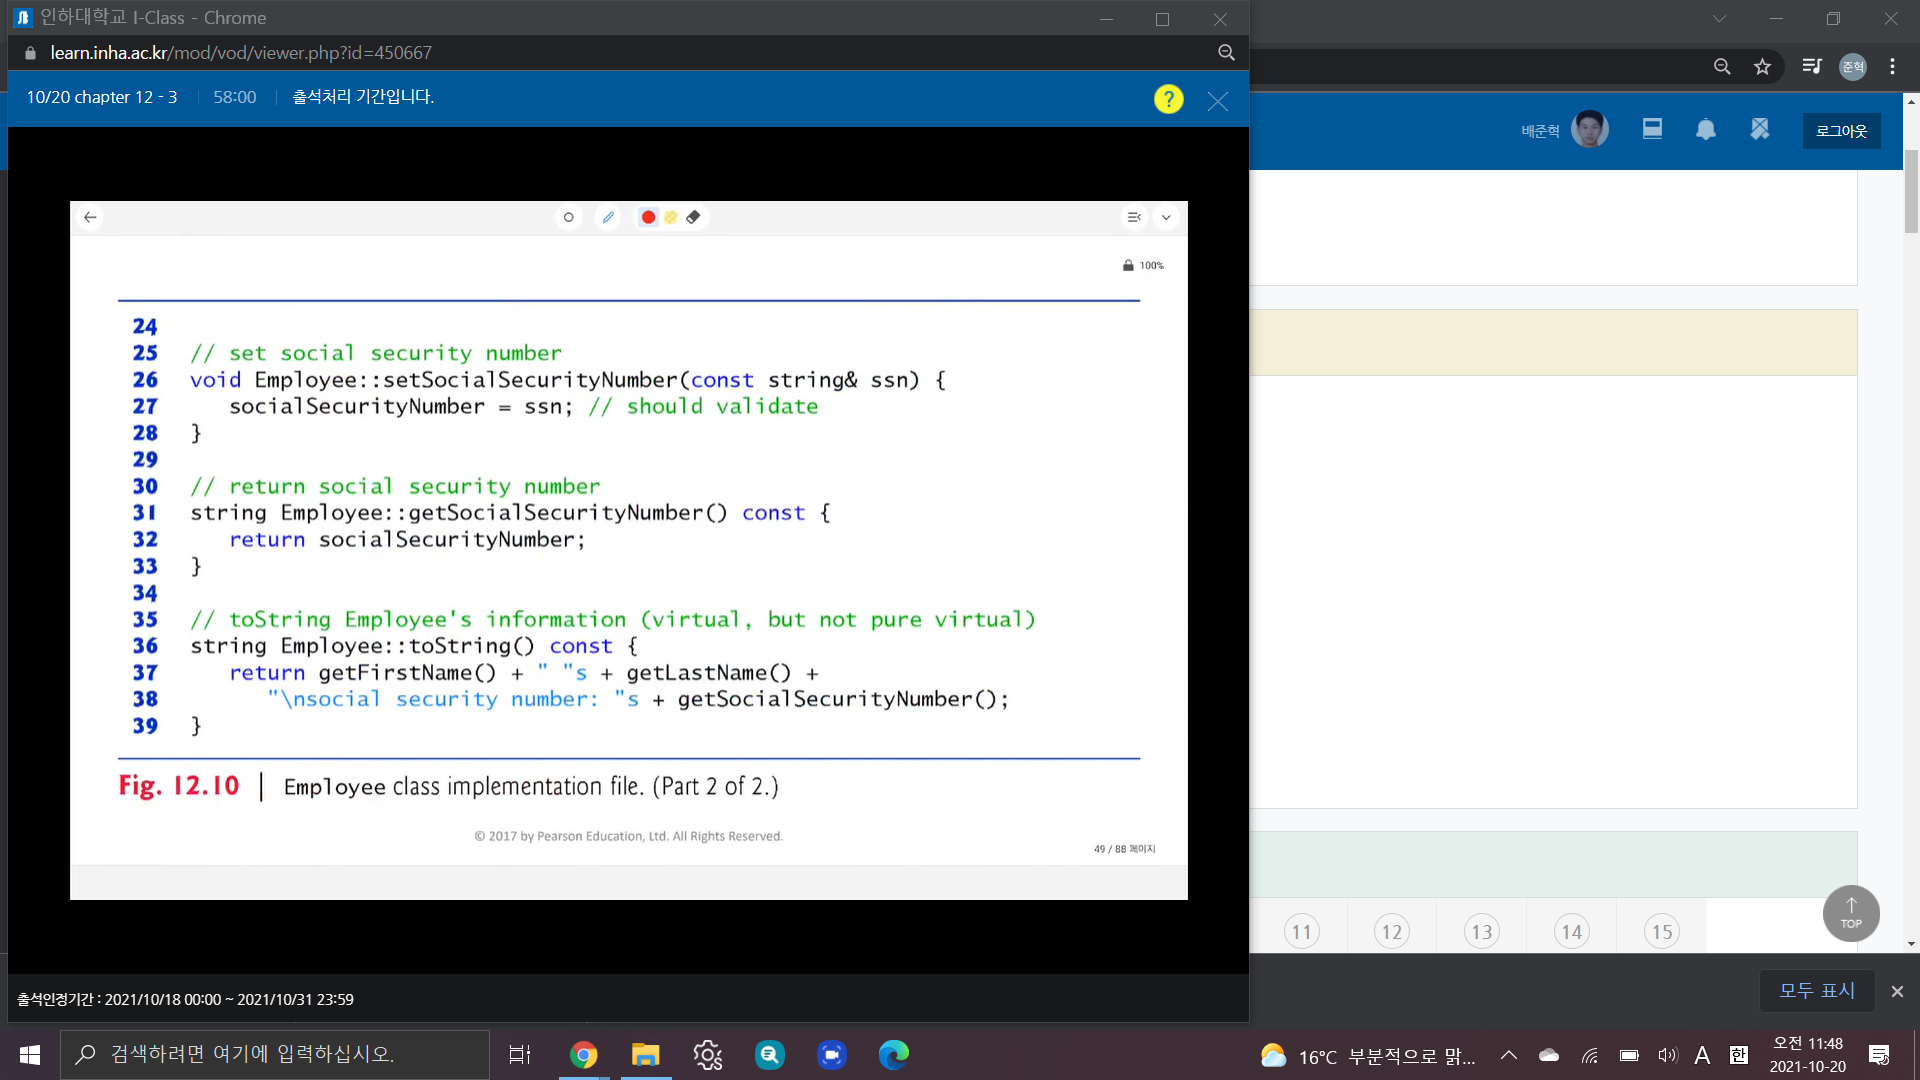 인하대학교 I-Class - Chrome
learn.inha.ac.kr/mod/vod/viewer.php?id=450667
준혁
10/20 chapter 12 - 3 58:00 출석처리 기간입니다.
?
배준혁 로그아웃
100%
24
25 // set social security number
26 void Employee::setSocialSecurityNumber(const string& ssn) {
27 socialSecurityNumber = ssn; // should validate
28 }
29
30 // return social security number
31 string Employee::getSocialSecurityNumber() const {
32 return socialSecurityNumber;
33 }
34
35 // toString Employee's information (virtual, but not pure virtual)
36 string Employee::toString() const {
37 return getFirstName() + " "s + getLastName() +
38 "\nsocial security number: "s + getSocialSecurityNumber();
39 }
Fig. 12.10 | Employee class implementation file. (Part 2 of 2.)
© 2017 by Pearson Education, Ltd. All Rights Reserved.
49 / 88 페이지
11 12 13 14 15
TOP
모두 표시
출석인정기간 : 2021/10/18 00:00 ~ 2021/10/31 23:59
검색하려면 여기에 입력하십시오.
16°C 부분적으로 맑...
A 한
오전 11:48
2021-10-20